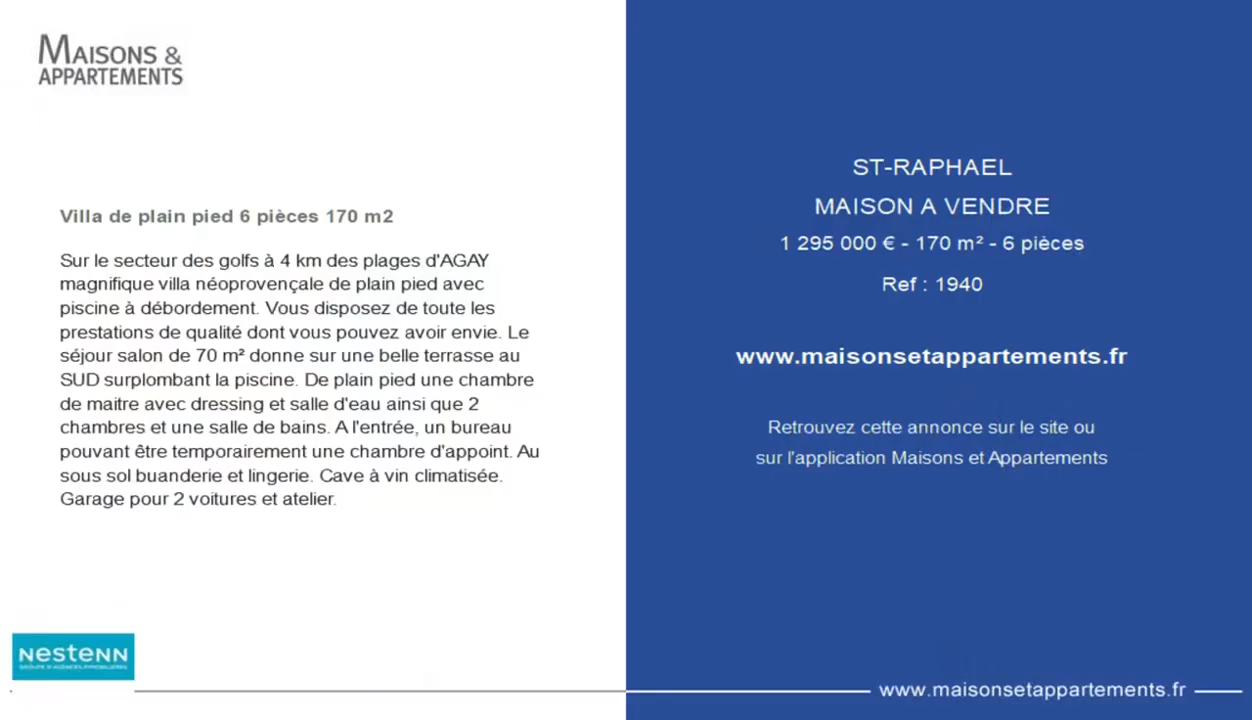 MAISONS &
APPARTEMENTS
Villa de plain pied 6 pièces 170 m2
Sur le secteur des golfs à 4 km des plages d'AGAY
magnifique villa néoprovençale de plain pied avec
piscine à débordement. Vous disposez de toute les
prestations de qualité dont vous pouvez avoir envie. Le
séjour salon de 70 m² donne sur une belle terrasse au
SUD surplombant la piscine. De plain pied une chambre
de maitre avec dressing et salle d'eau ainsi que 2
chambres et une salle de bains. A l'entrée, un bureau
pouvant être temporairement une chambre d'appoint. Au
sous sol buanderie et lingerie. Cave à vin climatisée.
Garage pour 2 voitures et atelier.
nestenn
GROUPE D'AGENCES IMMOBILIÈRES
ST-RAPHAEL
MAISON A VENDRE
1 295 000 € - 170 m² - 6 pièces
Ref : 1940
www.maisonsetappartements.fr
Retrouvez cette annonce sur le site ou
sur l'application Maisons et Appartements
www.maisonsetappartements.fr